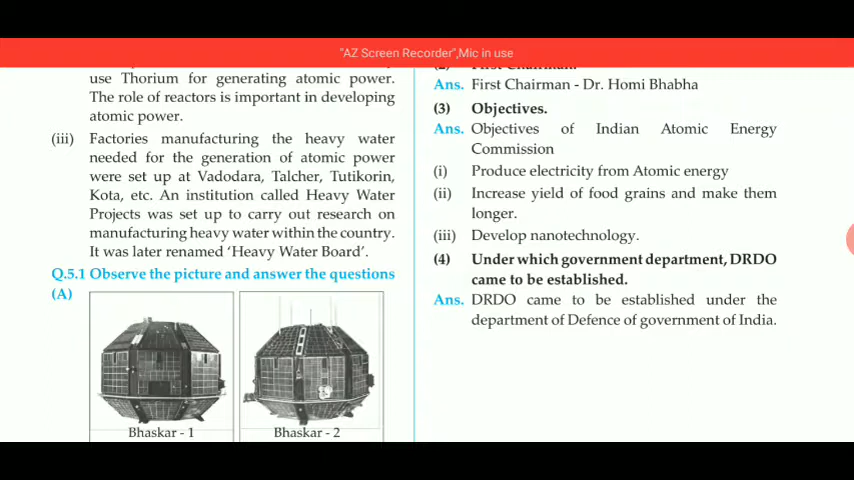 "AZ Screen Recorder",Mic in use
use Thorium for generating atomic power.
The role of reactors is important in developing
atomic power.
(iii) Factories manufacturing the heavy water
needed for the generation of atomic power
were set up at Vadodara, Talcher, Tutikorin,
Kota, etc. An institution called Heavy Water
Projects was set up to carry out research on
manufacturing heavy water within the country.
It was later renamed ‘Heavy Water Board’.
Q.5.1 Observe the picture and answer the questions
(A)
Bhaskar - 1
Bhaskar - 2
(2) First Chairman.
Ans. First Chairman - Dr. Homi Bhabha
(3) Objectives.
Ans. Objectives of Indian Atomic Energy
Commission
(i) Produce electricity from Atomic energy
(ii) Increase yield of food grains and make them
longer.
(iii) Develop nanotechnology.
(4) Under which government department, DRDO
came to be established.
Ans. DRDO came to be established under the
department of Defence of government of India.